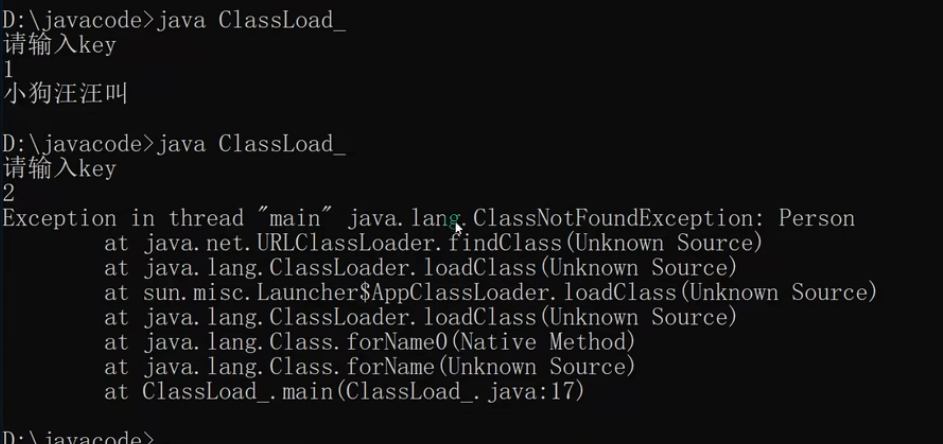 D:\javacode>java ClassLoad_
请输入key
1
小狗汪汪叫
D:\javacode>java ClassLoad_
请输入key
2
Exception in thread "main" java.lang.ClassNotFoundException: Person
at java.net.URLClassLoader.findClass(Unknown Source)
at java.lang.ClassLoader.loadClass(Unknown Source)
at sun.misc.Launcher$AppClassLoader.loadClass(Unknown Source)
at java.lang.ClassLoader.loadClass(Unknown Source)
at java.lang.Class.forName0(Native Method)
at java.lang.Class.forName(Unknown Source)
at ClassLoad_.main(ClassLoad_.java:17)
D:\javacode>